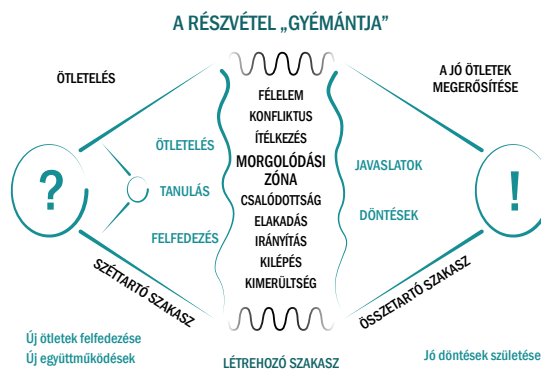 A RÉSZVÉTEL „GYÉMÁNTJA”
ÖTLETELÉS
A JÓ ÖTLETEK
MEGERŐSÍTÉSE
?
ÖTLETELÉS
TANULÁS
FELFEDEZÉS
FÉLELEM
KONFLIKTUS
ÍTÉLKEZÉS
MORGOLÓDÁSI
ZÓNA
CSALÓDOTTSÁG
ELAKADÁS
IRÁNYÍTÁS
KILÉPÉS
KIMERÜLTSÉG
JAVASLATOK
DÖNTÉSEK
!
SZÉTTARTÓ SZAKASZ
ÖSSZETARTÓ SZAKASZ
Új ötletek felfedezése
Új együttműködések
LÉTREHOZÓ SZAKASZ
Jó döntések születése